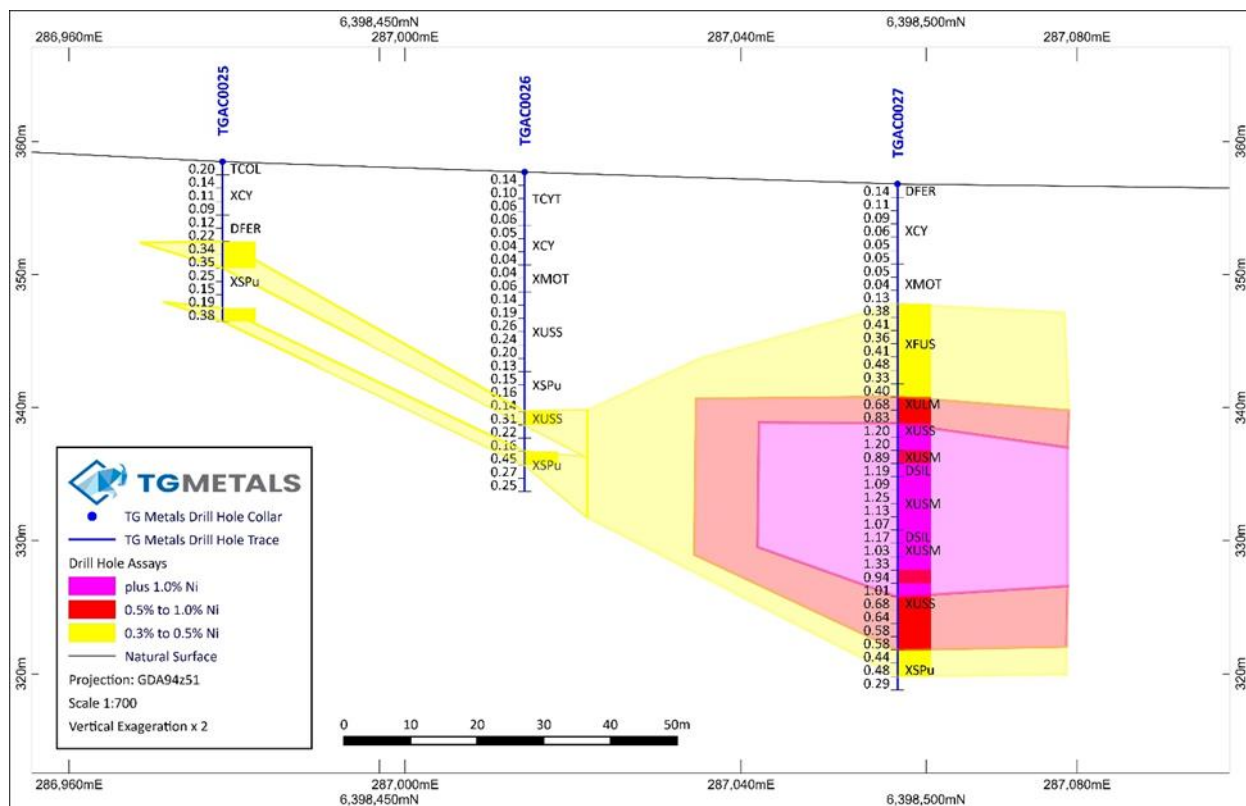 6,398,450mN 6,398,500mN
286,960mE 287,000mE 287,040mE 287,080mE
TGAC0025
TGAC0026
TGAC0027
360m
350m
340m
330m
320m
360m
350m
340m
330m
320m
0.20 TCOL
0.14
0.11 XCY
0.09
0.12 DFER
0.22
0.34
0.35
0.25 XSPu
0.15
0.19
0.38
0.14
0.10 TCYT
0.06
0.06
0.05
0.04 XCY
0.04 XMOT
0.06
0.14
0.19
0.26 XUSS
0.24
0.20
0.13
0.15 XSPu
0.16
0.14
0.31 XUSS
0.22
0.16
0.45 XSPu
0.27
0.25
0.14 DFER
0.11
0.09
0.06 XCY
0.05
0.05
0.05
0.04 XMOT
0.13
0.38
0.41
0.36 XFUS
0.41
0.48
0.33
0.40
0.68 XULM
0.83
1.20 XUSS
1.20
0.89 XUSM
1.19 DSIL
1.09
1.25
1.13 XUSM
1.07
1.17 DSIL
1.03 XUSM
1.33
0.94
1.01
0.68 XUSS
0.64
0.58
0.58
0.44
0.48 XSPu
0.29
TGMETALS
TG Metals Drill Hole Collar
TG Metals Drill Hole Trace
Drill Hole Assays
plus 1.0% Ni
0.5% to 1.0% Ni
0.3% to 0.5% Ni
Natural Surface
Projection: GDA94z51
Scale 1:700
Vertical Exageration x 2
0 10 20 30 40 50m
286,960mE 287,000mE 287,040mE 287,080mE
6,398,450mN 6,398,500mN